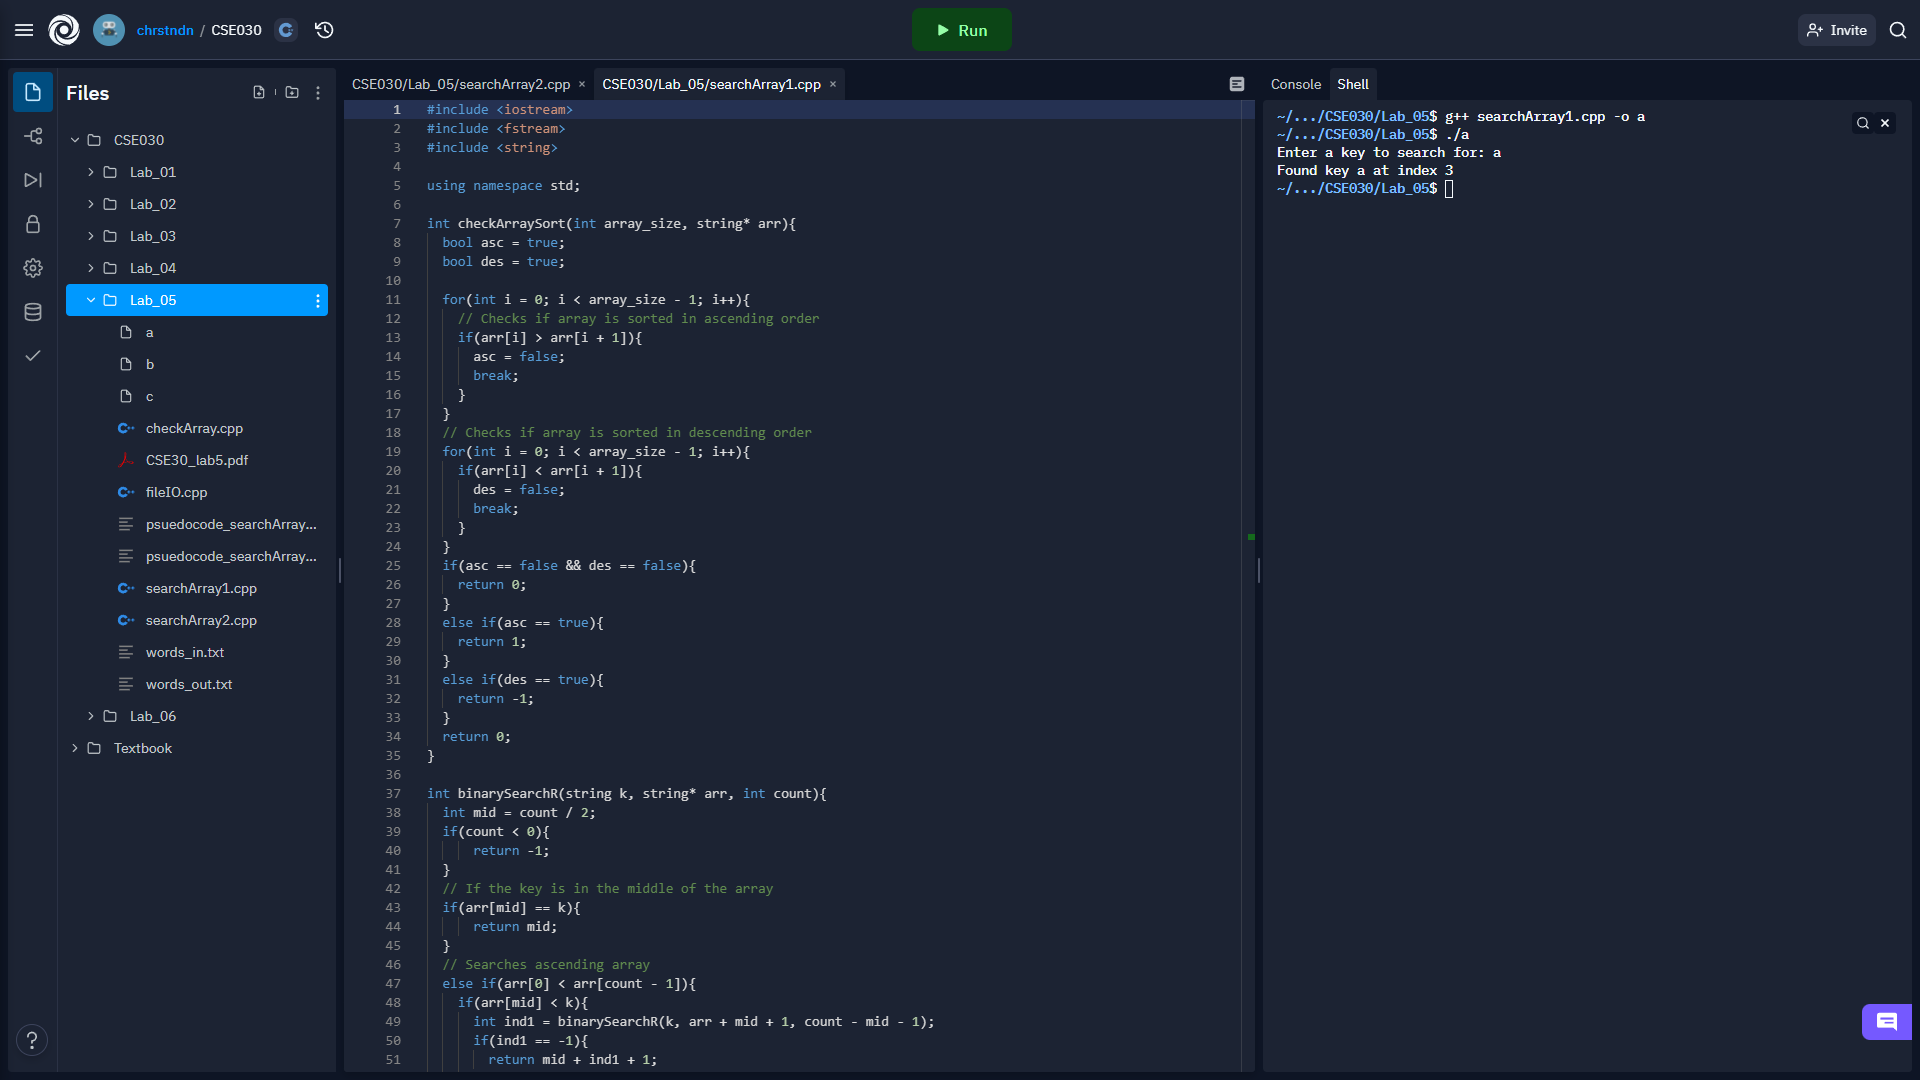 chrstndn / CSE030
Run
Invite
Files
CSE030
Lab_01
Lab_02
Lab_03
Lab_04
Lab_05
a
b
c
checkArray.cpp
CSE30_lab5.pdf
fileIO.cpp
psuedocode_searchArray...
psuedocode_searchArray...
searchArray1.cpp
searchArray2.cpp
words_in.txt
words_out.txt
Lab_06
Textbook
?
CSE030/Lab_05/searchArray2.cpp × CSE030/Lab_05/searchArray1.cpp ×
1 #include <iostream>
2 #include <fstream>
3 #include <string>
4
5 using namespace std;
6
7 int checkArraySort(int array_size, string* arr){
8 bool asc = true;
9 bool des = true;
10
11 for(int i = 0; i < array_size - 1; i++){
12 // Checks if array is sorted in ascending order
13 if(arr[i] > arr[i + 1]){
14 asc = false;
15 break;
16 }
17 }
18 // Checks if array is sorted in descending order
19 for(int i = 0; i < array_size - 1; i++){
20 if(arr[i] < arr[i + 1]){
21 des = false;
22 break;
23 }
24 }
25 if(asc == false && des == false){
26 return 0;
27 }
28 else if(asc == true){
29 return 1;
30 }
31 else if(des == true){
32 return -1;
33 }
34 return 0;
35 }
36
37 int binarySearchR(string k, string* arr, int count){
38 int mid = count / 2;
39 if(count < 0){
40 return -1;
41 }
42 // If the key is in the middle of the array
43 if(arr[mid] == k){
44 return mid;
45 }
46 // Searches ascending array
47 else if(arr[0] < arr[count - 1]){
48 if(arr[mid] < k){
49 int ind1 = binarySearchR(k, arr + mid + 1, count - mid - 1);
50 if(ind1 == -1){
51 return mid + ind1 + 1;
Console Shell
~/.../CSE030/Lab_05$ g++ searchArray1.cpp -o a
~/.../CSE030/Lab_05$ ./a
Enter a key to search for: a
Found key a at index 3
~/.../CSE030/Lab_05$